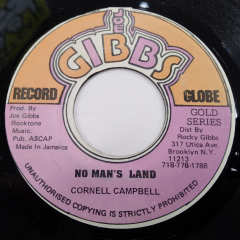 JOE
GIBBS
RECORD GLOBE
Prod. By
Joe Gibbs
Rocktone
Music.
Pub. ASCAP
Made In Jamaica
GOLD
SERIES
Dist By
Rocky Gibbs
317 Utica Ave.
Brooklyn N.Y.
11213
718-778-1788
NO MAN'S LAND
CORNELL CAMPBELL
UNAUTHORISED COPYING IS STRICTLY PROHIBITED